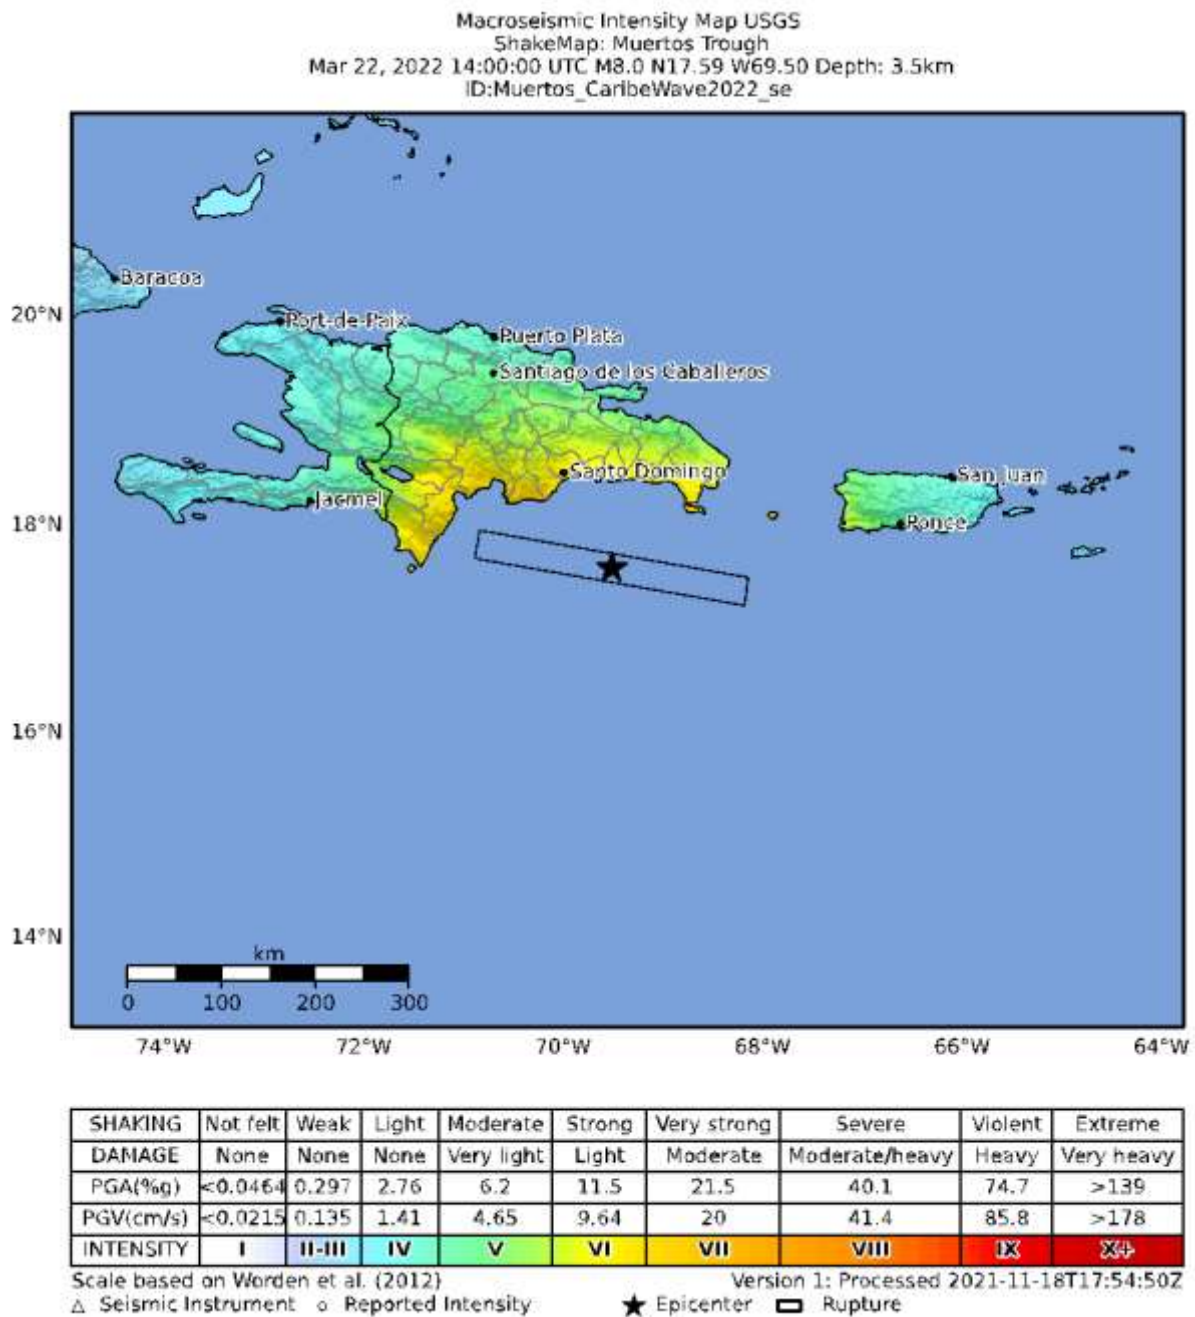 Macroseismic Intensity Map USGS
ShakeMap: Muertos Trough
Mar 22, 2022 14:00:00 UTC M8.0 N17.59 W69.50 Depth: 3.5km
ID:Muertos_CaribeWave2022_se
Baracoa
20°N
Port-de-Paix
Puerto Plata
Santiago de los Caballeros
Santo Domingo
San Juan
Jacmel
18°N
Ponce
16°N
14°N
km
0 100 200 300
74°W 72°W 70°W 68°W 66°W 64°W
SHAKING Not felt Weak Light Moderate Strong Very strong Severe Violent Extreme
DAMAGE None None None Very light Light Moderate Moderate/heavy Heavy Very heavy
PGA(%g) <0.0464 0.297 2.76 6.2 11.5 21.5 40.1 74.7 >139
PGV(cm/s) <0.0215 0.135 1.41 4.65 9.64 20 41.4 85.8 >178
INTENSITY I II-III IV V VI VII VIII IX X+
Scale based on Worden et al. (2012) Version 1: Processed 2021-11-18T17:54:50Z
△ Seismic Instrument ○ Reported Intensity ★ Epicenter ▭ Rupture